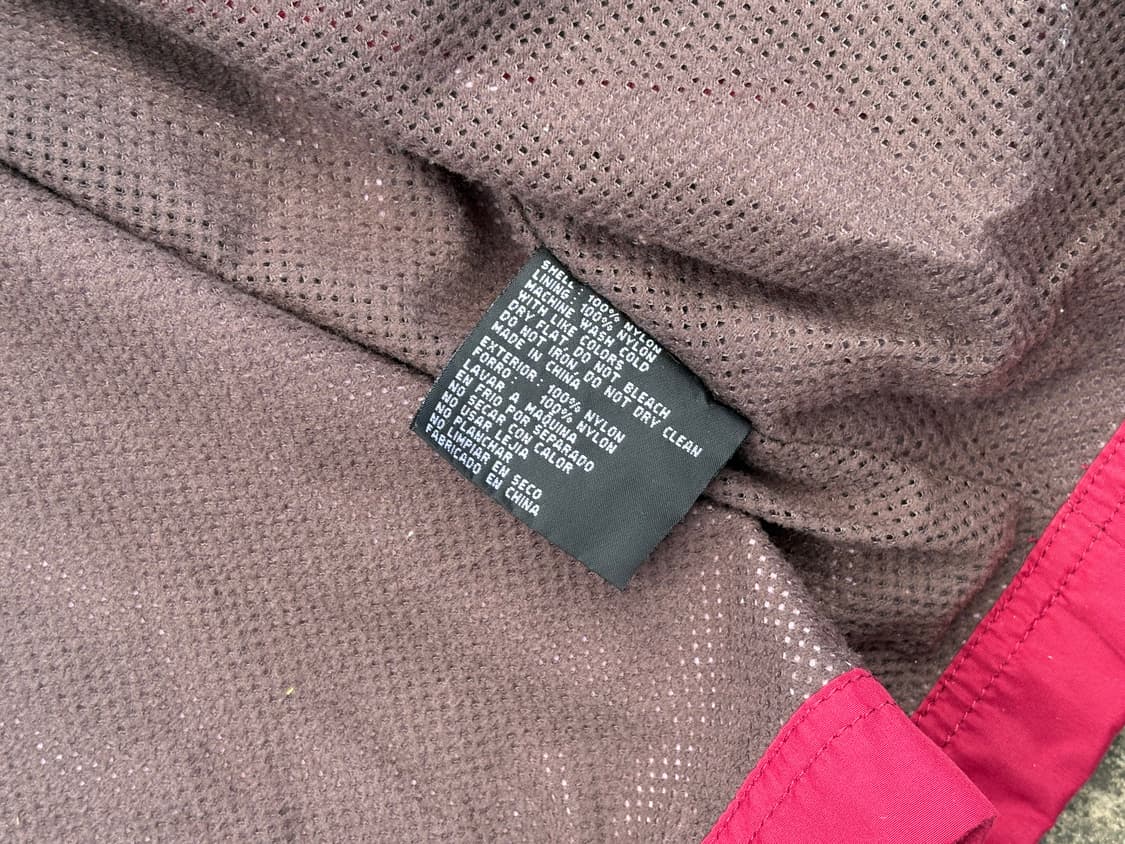 SHELL : 100% NYLON
LINING : 100% NYLON
MACHINE WASH COLD
WITH LIKE COLORS
DRY FLAT, DO NOT BLEACH
DO NOT IRON, DO NOT DRY CLEAN
MADE IN CHINA
EXTERIOR : 100% NYLON
FORRO : 100% NYLON
LAVAR A MAQUINA
EN FRIO POR SEPARADO
NO SECAR CON CALOR
NO USAR LEJIA
NO PLANCHAR
NO LIMPIAR EN SECO
FABRICADO EN CHINA